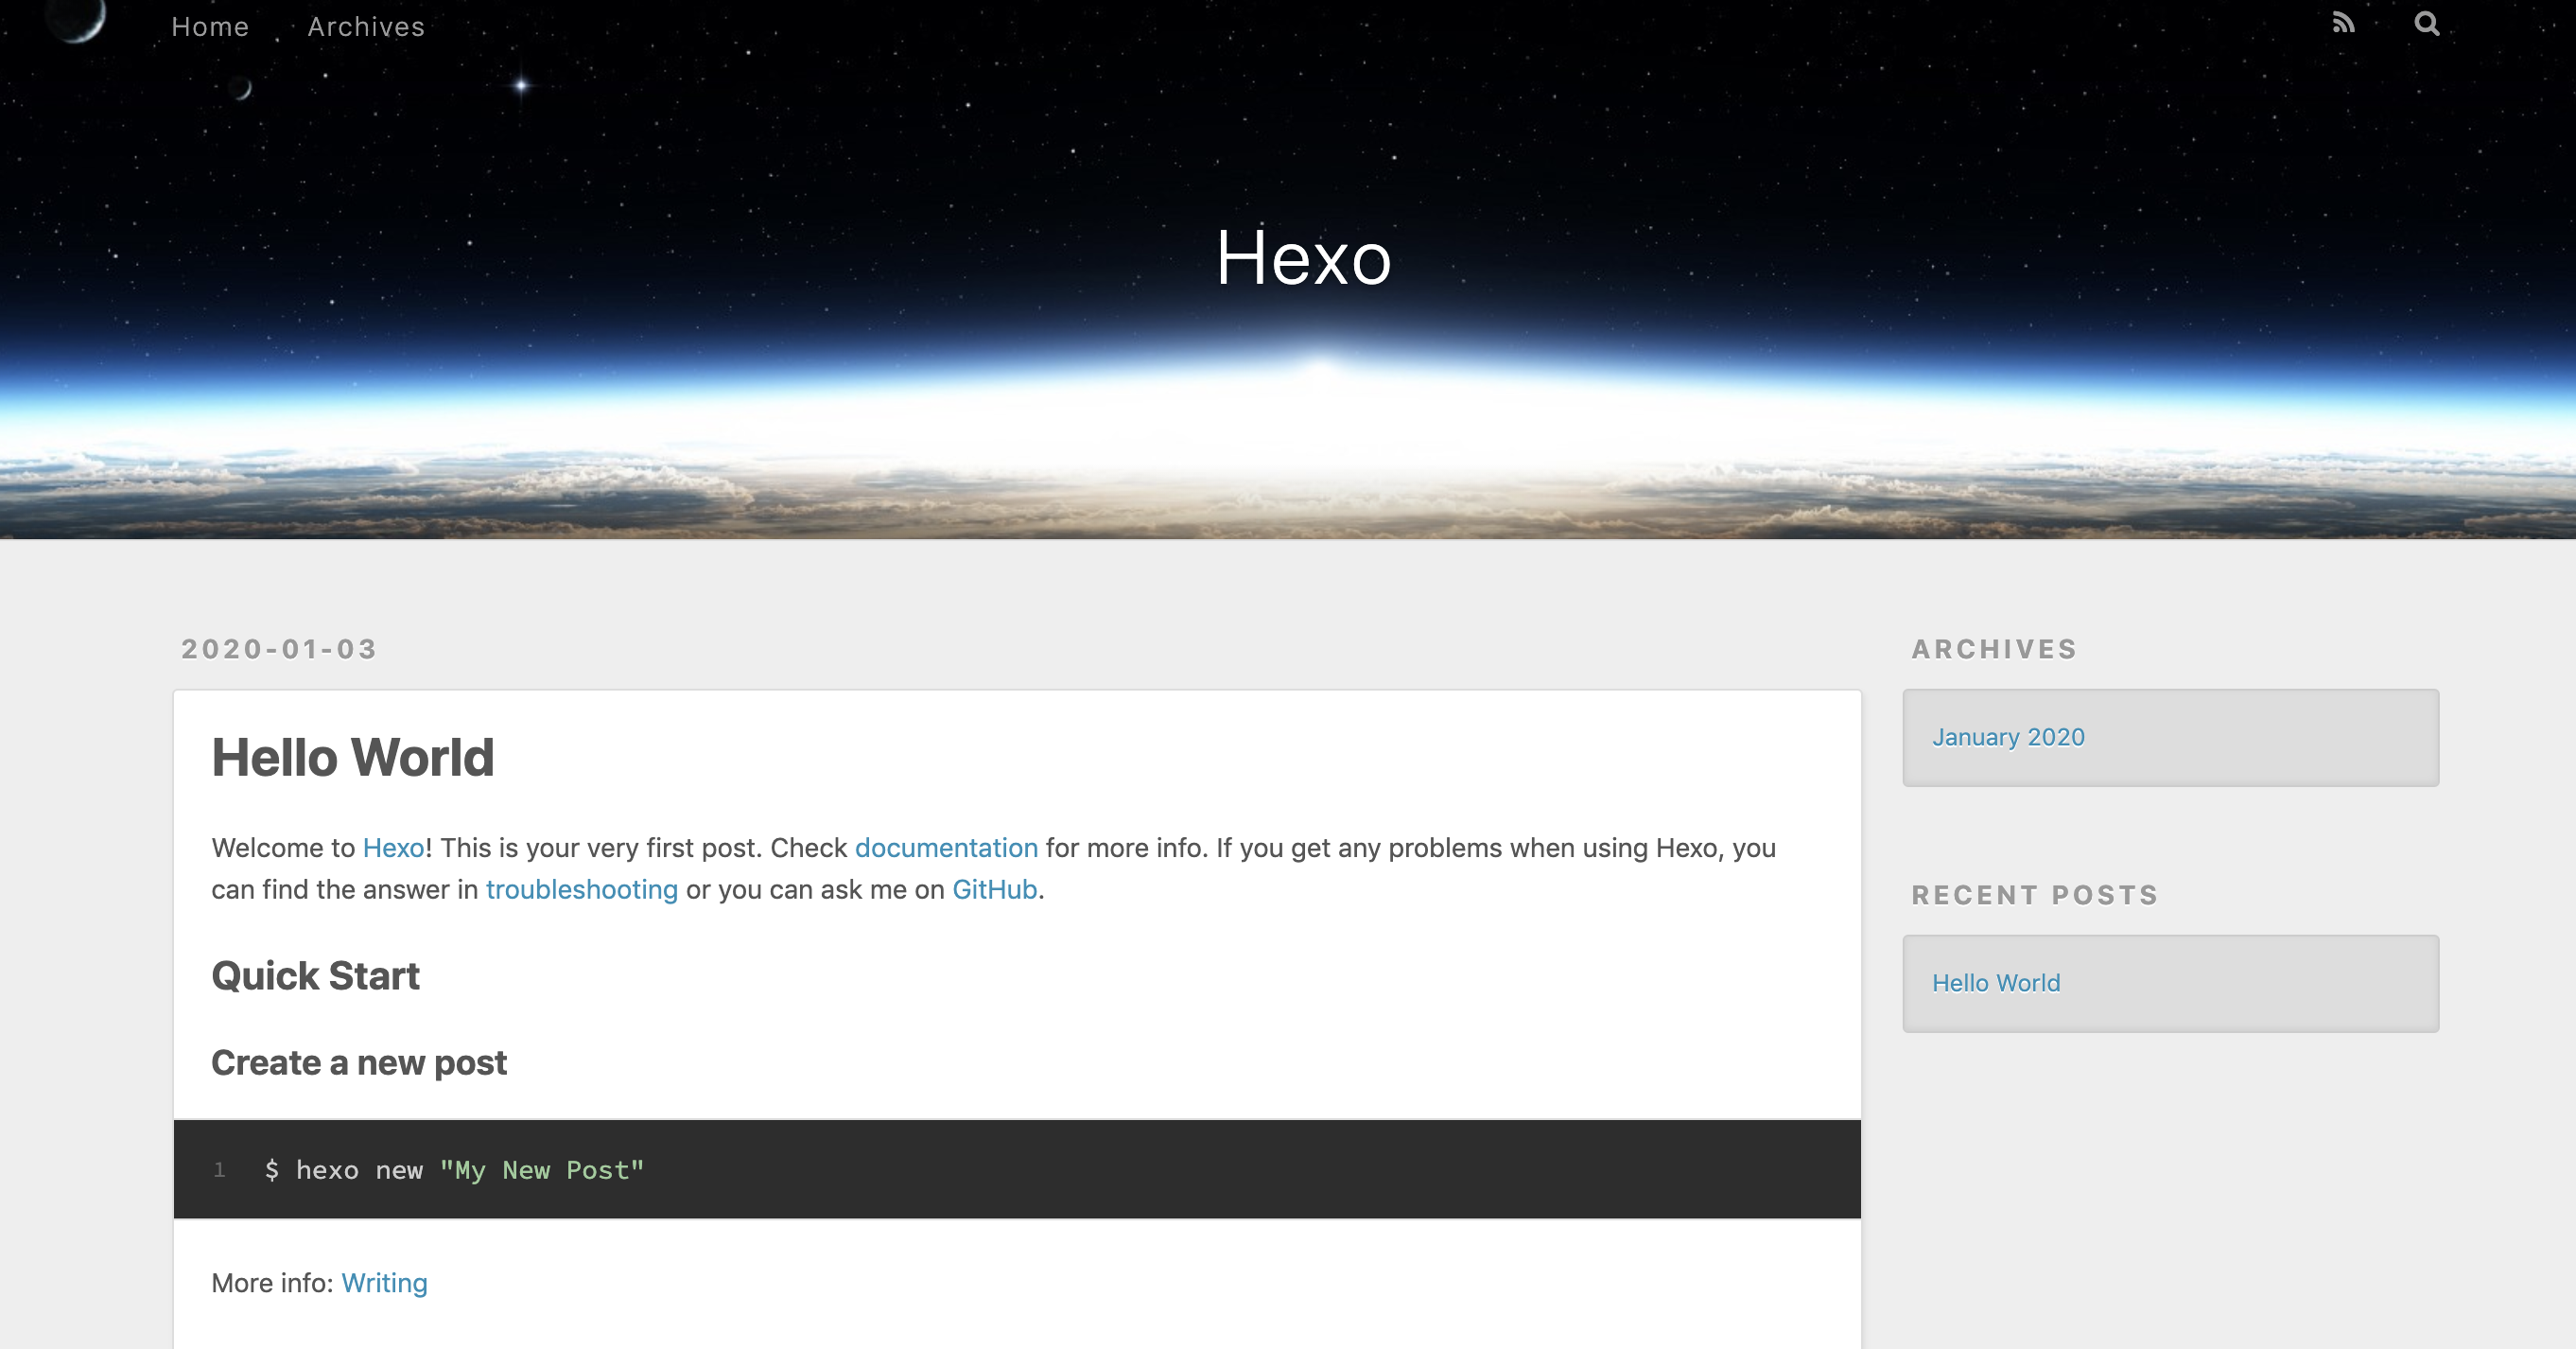 Home Archives
Hexo
2020-01-03
Hello World
Welcome to Hexo! This is your very first post. Check documentation for more info. If you get any problems when using Hexo, you
can find the answer in troubleshooting or you can ask me on GitHub.
Quick Start
Create a new post
1 $ hexo new "My New Post"
More info: Writing
ARCHIVES
January 2020
RECENT POSTS
Hello World